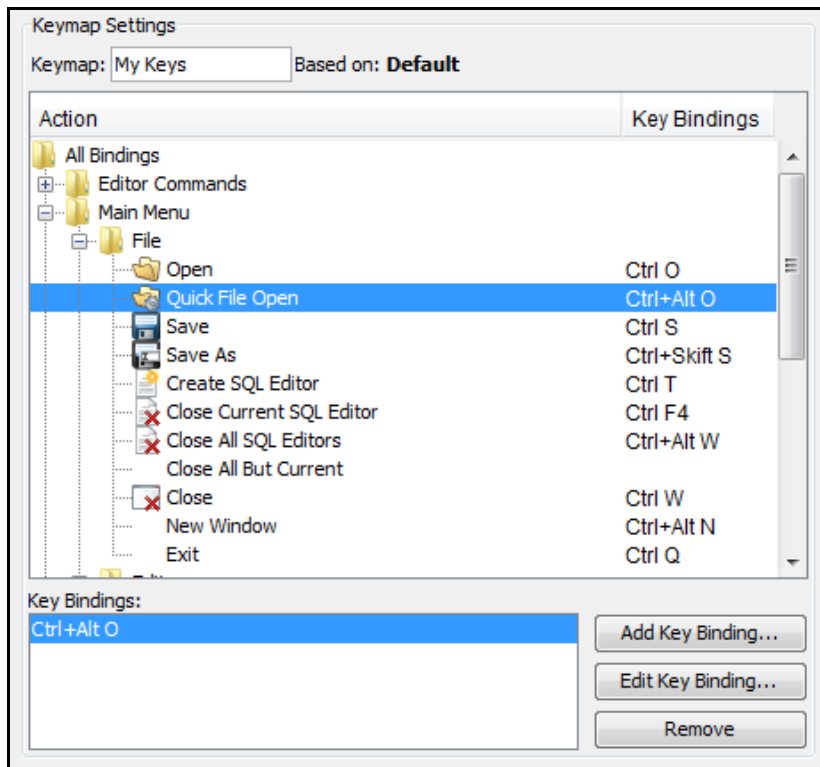 Keymap Settings
Keymap: My Keys Based on: Default
Action Key Bindings
All Bindings
Editor Commands
Main Menu
File
Open Ctrl O
Quick File Open Ctrl+Alt O
Save Ctrl S
Save As Ctrl+Skift S
Create SQL Editor Ctrl T
Close Current SQL Editor Ctrl F4
Close All SQL Editors Ctrl+Alt W
Close All But Current
Close Ctrl W
New Window Ctrl+Alt N
Exit Ctrl Q
Key Bindings:
Ctrl+Alt O
Add Key Binding...
Edit Key Binding...
Remove